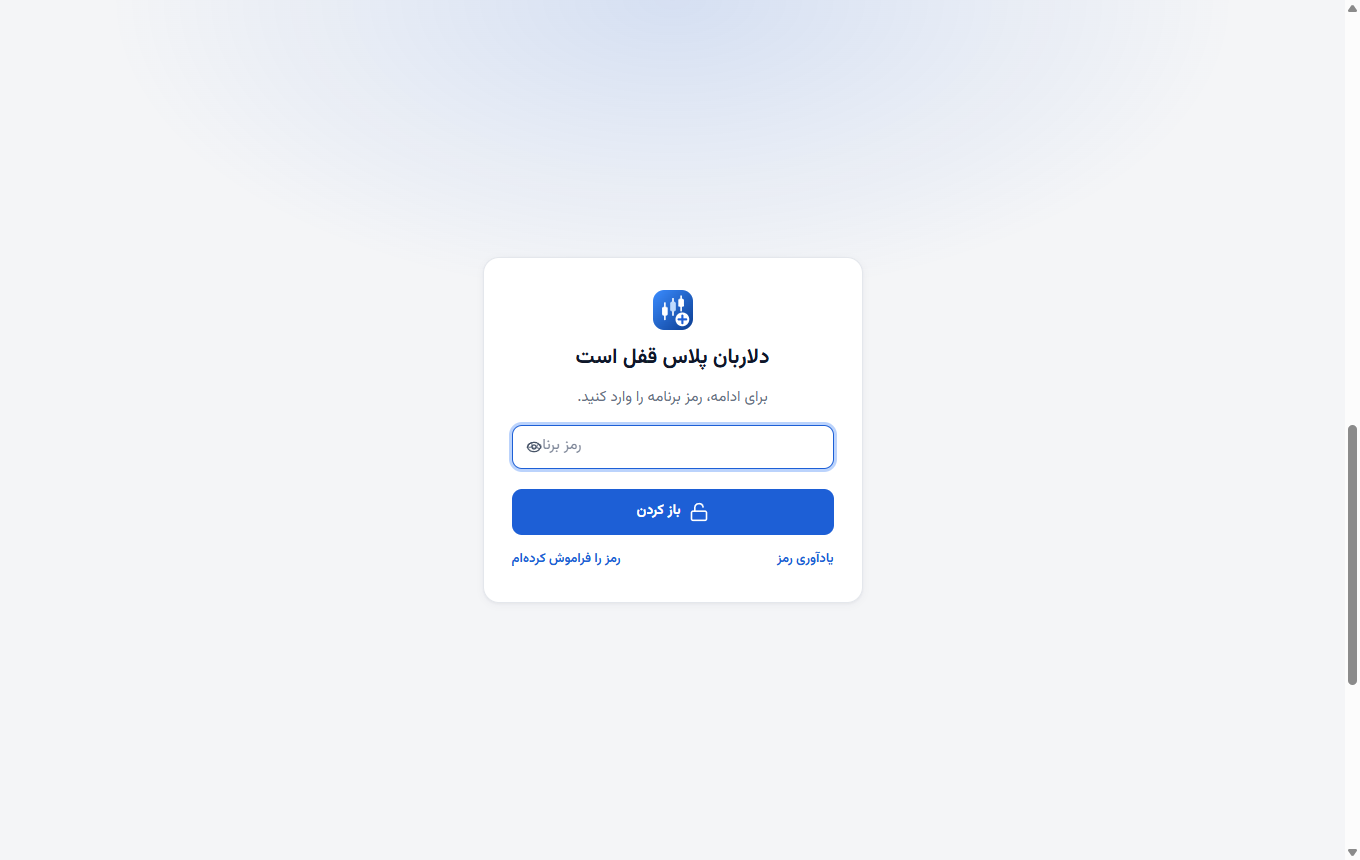 دلاربان پلاس قفل است
برای ادامه، رمز برنامه را وارد کنید.
رمز برنا
باز کردن
یادآوری رمز
رمز را فراموش کرده‌ام